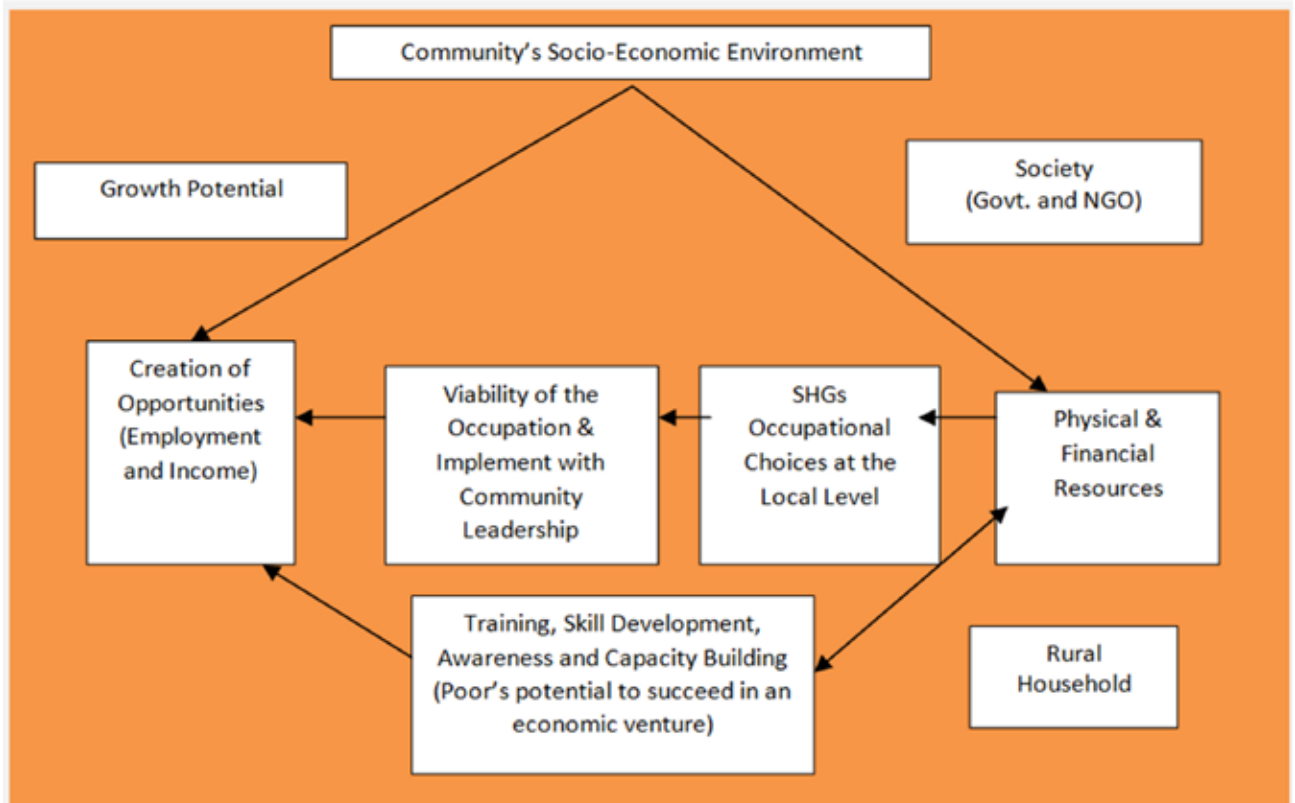 Community’s Socio-Economic Environment
Growth Potential
Society
(Govt. and NGO)
Creation of
Opportunities
(Employment
and Income)
Viability of the
Occupation &
Implement with
Community
Leadership
SHGs
Occupational
Choices at the
Local Level
Physical &
Financial
Resources
Training, Skill Development,
Awareness and Capacity Building
(Poor’s potential to succeed in an
economic venture)
Rural
Household